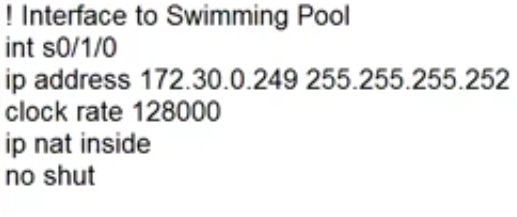 ! Interface to Swimming Pool
int s0/1/0
ip address 172.30.0.249 255.255.255.252
clock rate 128000
ip nat inside
no shut